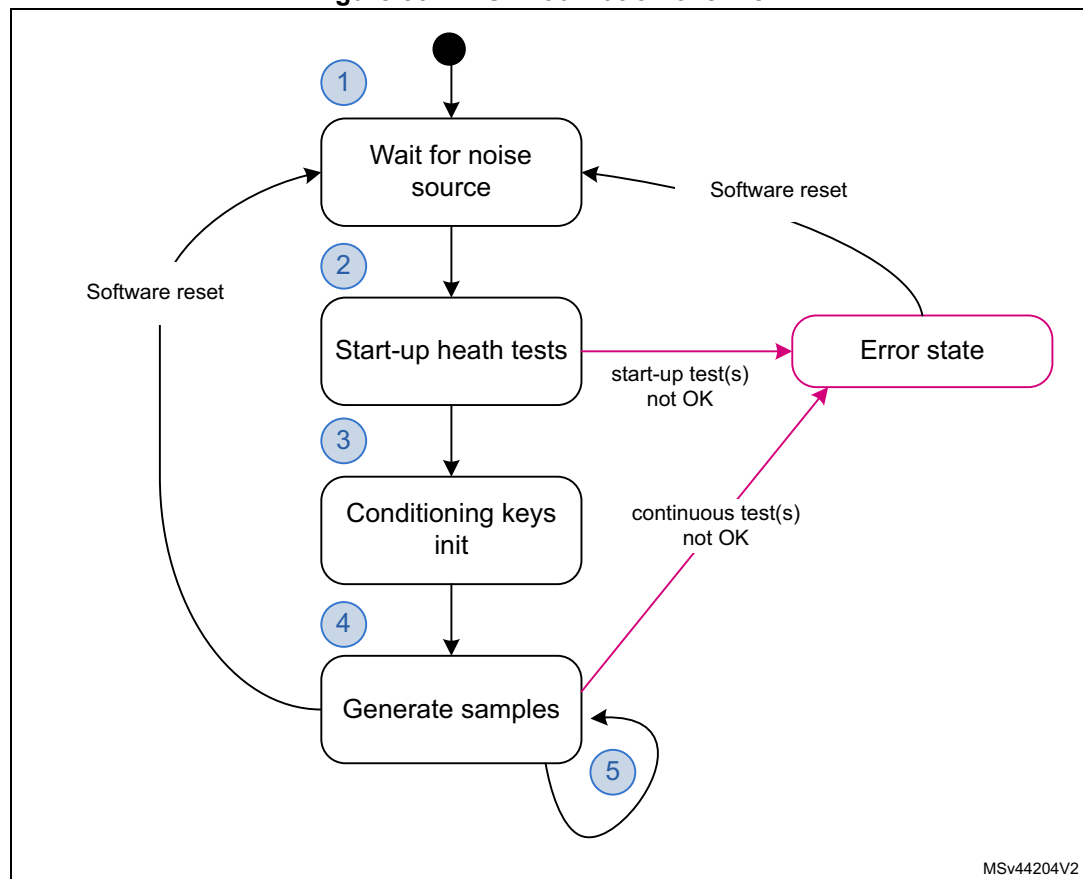 1
Wait for noise
source
Software reset
2
Software reset
Start-up heath tests
Error state
start-up test(s)
not OK
3
Conditioning keys
init
continuous test(s)
not OK
4
Generate samples
5
MSv44204V2